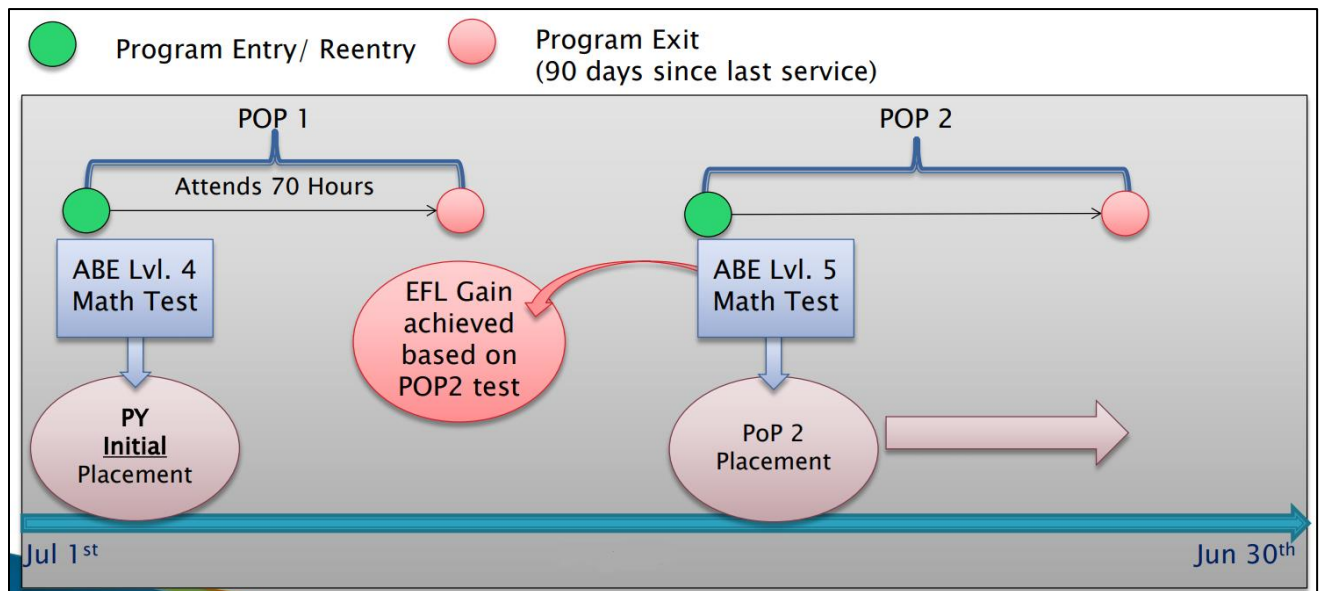 Program Entry/ Reentry
Program Exit
(90 days since last service)
POP 1
POP 2
Attends 70 Hours
ABE Lvl. 4
Math Test
EFL Gain
achieved
based on
POP2 test
ABE Lvl. 5
Math Test
PY
Initial
Placement
PoP 2
Placement
Jul 1st
Jun 30th